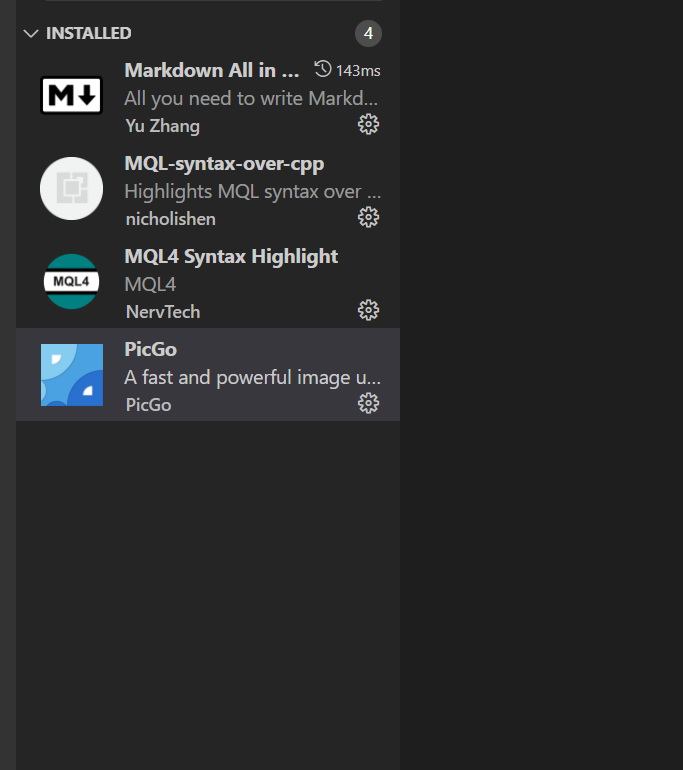 INSTALLED 4
Markdown All in ... 143ms
All you need to write Markd...
Yu Zhang
MQL-syntax-over-cpp
Highlights MQL syntax over ...
nicholishen
MQL4
MQL4 Syntax Highlight
MQL4
NervTech
PicGo
A fast and powerful image u...
PicGo